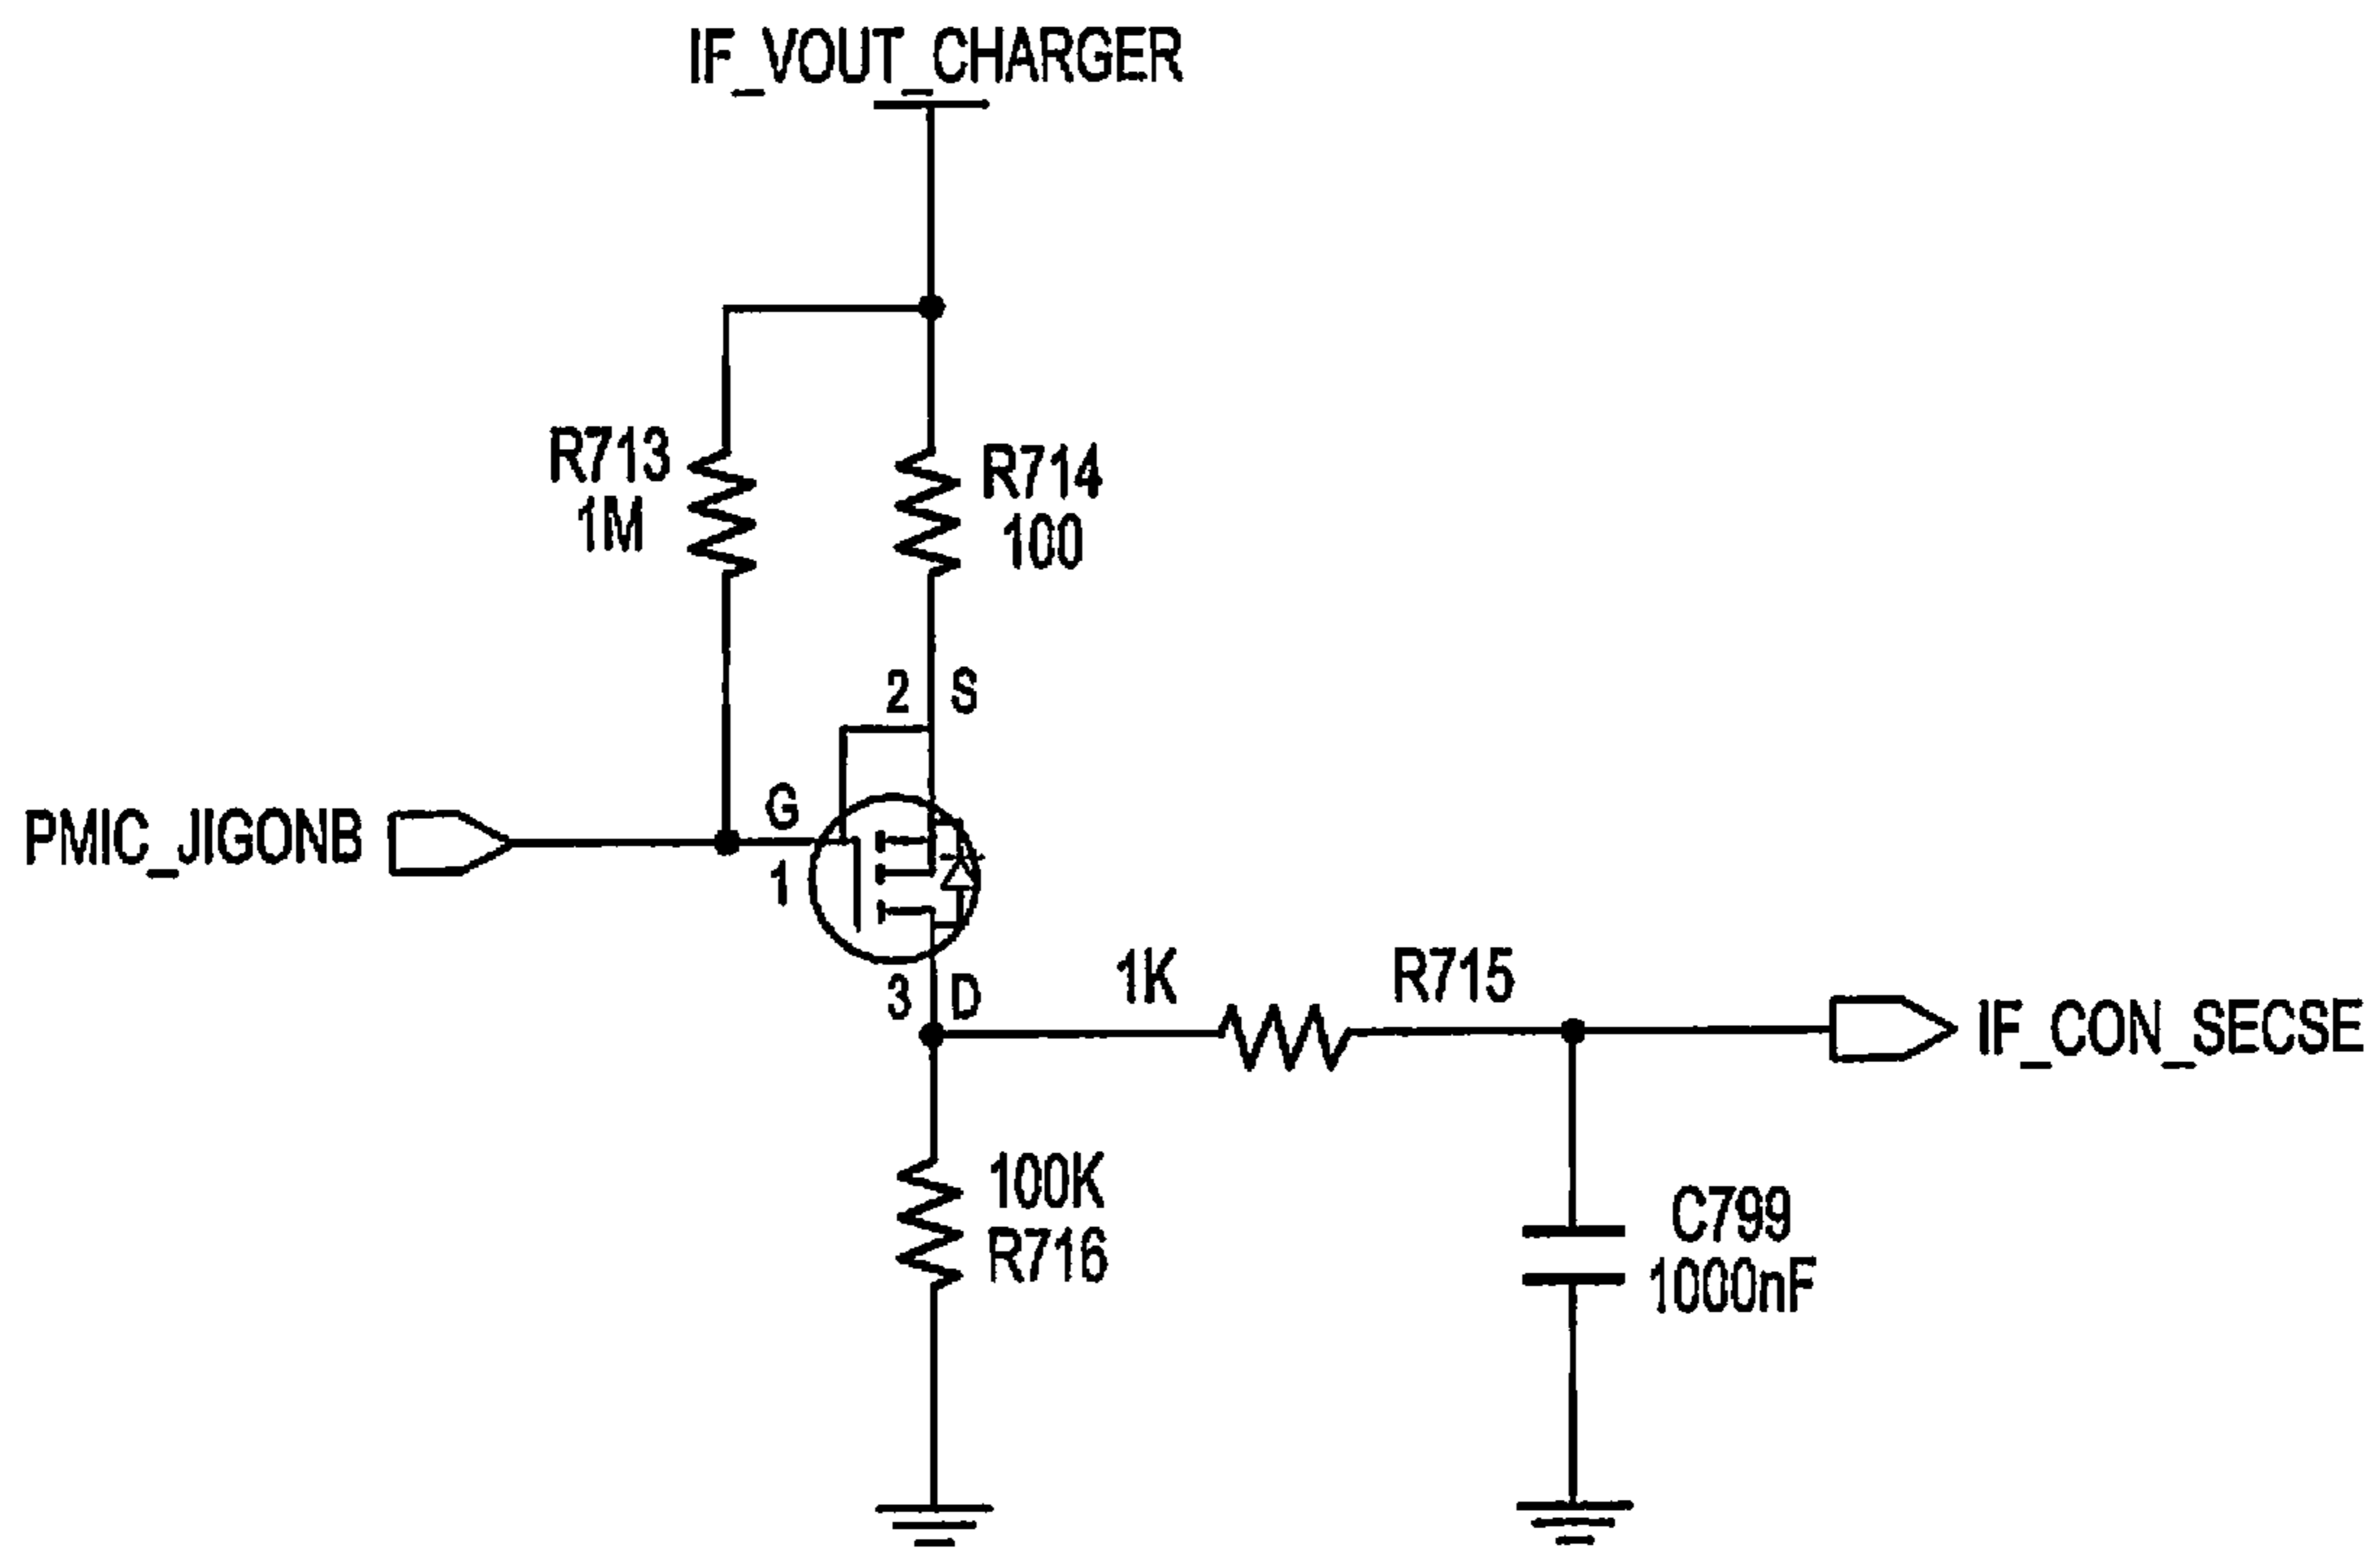 IF_VOUT_CHARGER
R713
1M
R714
100
2 S
G
PMIC_JIGONB
1
3 D
1K R715
IF_CON_SECSE
100K
R716
C799
1000nF